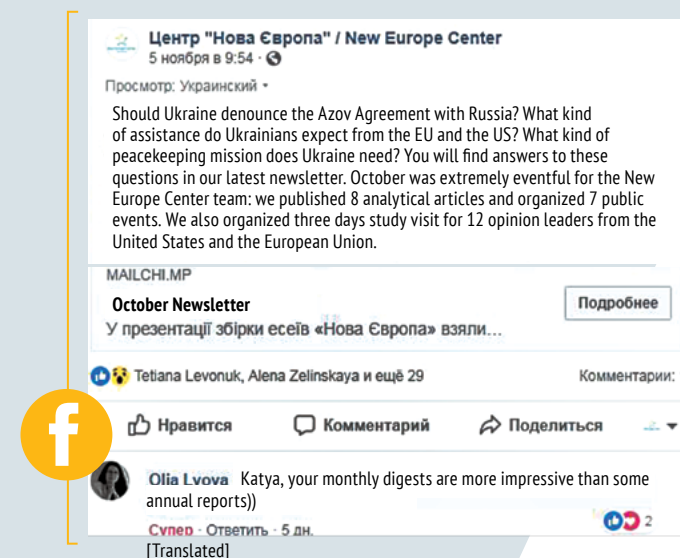 Центр "Нова Європа" / New Europe Center
5 ноября в 9:54 ·
Просмотр: Украинский
Should Ukraine denounce the Azov Agreement with Russia? What kind
of assistance do Ukrainians expect from the EU and the US? What kind of
peacekeeping mission does Ukraine need? You will find answers to these
questions in our latest newsletter. October was extremely eventful for the New
Europe Center team: we published 8 analytical articles and organized 7 public
events. We also organized three days study visit for 12 opinion leaders from the
United States and the European Union.
MAILCHI.MP
October Newsletter
Подробнее
У презентації збірки есеїв «Нова Європа» взяли…
Tetiana Levonuk, Alena Zelinskaya и ещё 29
Комментарии:
Нравится
Комментарий
Поделиться
f
Olia Lvova Katya, your monthly digests are more impressive than some
annual reports))
Супер · Ответить · 5 дн.
2
[Translated]